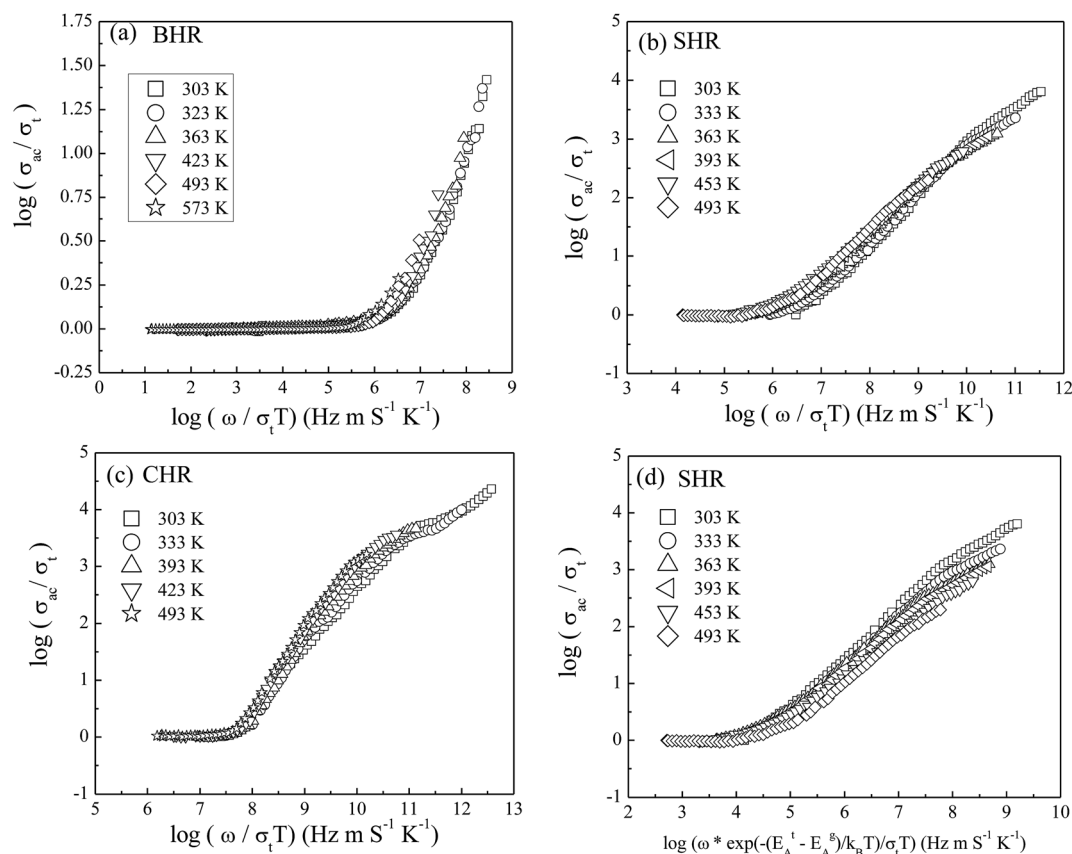 (a) BHR
303 K
323 K
363 K
423 K
493 K
573 K
1.75
1.50
1.25
1.00
0.75
0.50
0.25
0.00
-0.25
log ( σac / σt )
0 1 2 3 4 5 6 7 8 9
log ( ω / σtT) (Hz m S-1 K-1)
(b) SHR
303 K
333 K
363 K
393 K
453 K
493 K
5
4
3
2
1
0
-1
log ( σac / σt )
3 4 5 6 7 8 9 10 11 12
log ( ω / σtT) (Hz m S-1 K-1)
(c) CHR
303 K
333 K
393 K
423 K
493 K
5
4
3
2
1
0
-1
log ( σac / σt )
5 6 7 8 9 10 11 12 13
log ( ω / σtT) (Hz m S-1 K-1)
(d) SHR
303 K
333 K
363 K
393 K
453 K
493 K
5
4
3
2
1
0
-1
log ( σac / σt )
2 3 4 5 6 7 8 9 10
log (ω * exp(-(EAt - EAg)/kBT)/σtT) (Hz m S-1 K-1)